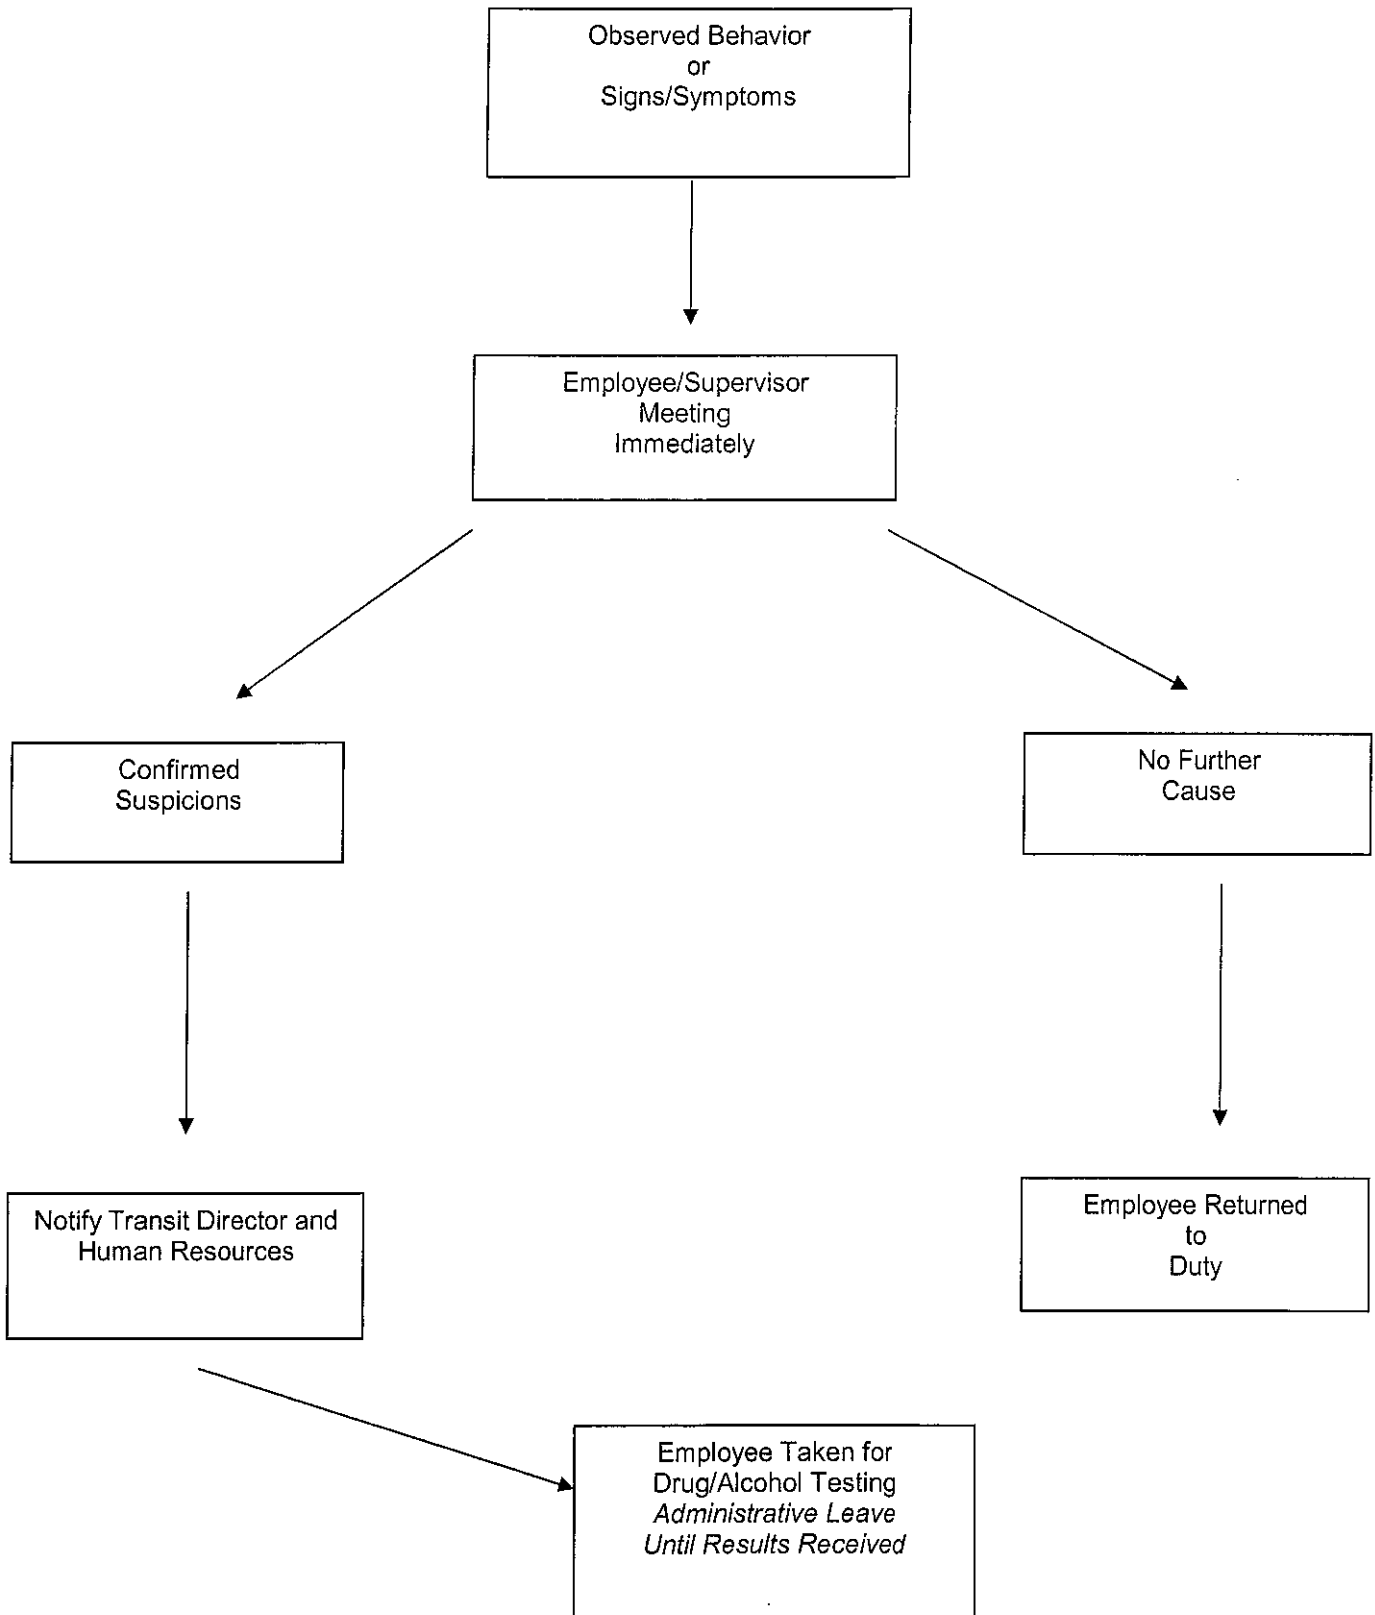 Observed Behavior
or
Signs/Symptoms
Employee/Supervisor
Meeting
Immediately
Confirmed
Suspicions
No Further
Cause
Notify Transit Director and
Human Resources
Employee Returned
to
Duty
Employee Taken for
Drug/Alcohol Testing
Administrative Leave
Until Results Received